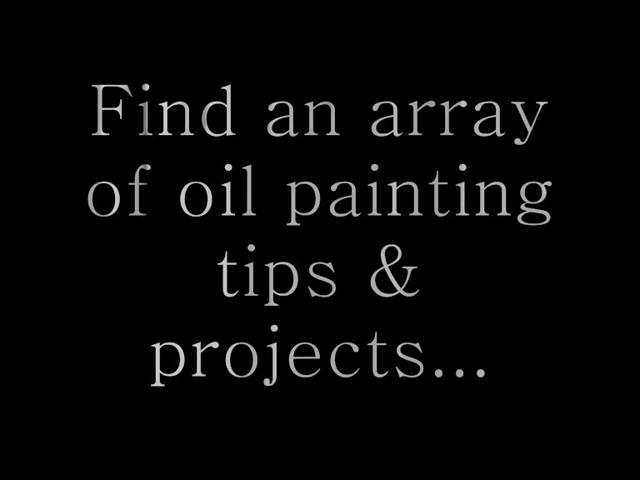 Find an array
of oil painting
tips &
projects...